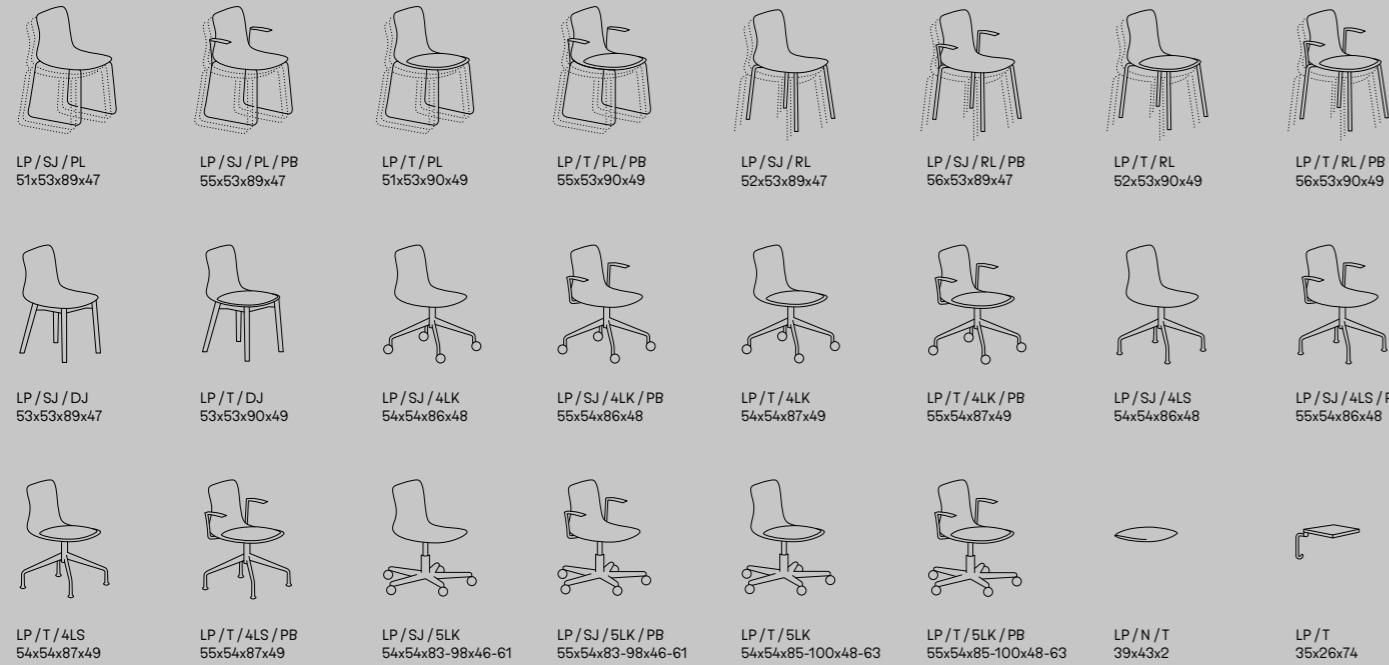 LP / SJ / PL
51x53x89x47
LP / SJ / PL / PB
55x53x89x47
LP / T / PL
51x53x90x49
LP / T / PL / PB
55x53x90x49
LP / SJ / RL
52x53x89x47
LP / SJ / RL / PB
56x53x89x47
LP / T / RL
52x53x90x49
LP / T / RL / PB
56x53x90x49
LP / SJ / DJ
53x53x89x47
LP / T / DJ
53x53x90x49
LP / SJ / 4LK
54x54x86x48
LP / SJ / 4LK / PB
55x54x86x48
LP / T / 4LK
54x54x87x49
LP / T / 4LK / PB
55x54x87x49
LP / SJ / 4LS
54x54x86x48
LP / SJ / 4LS /
55x54x86x48
LP / T / 4LS
54x54x87x49
LP / T / 4LS / PB
55x54x87x49
LP / SJ / 5LK
54x54x83-98x46-61
LP / SJ / 5LK / PB
55x54x83-98x46-61
LP / T / 5LK
54x54x85-100x48-63
LP / T / 5LK / PB
55x54x85-100x48-63
LP / N / T
39x43x2
LP / T
35x26x74